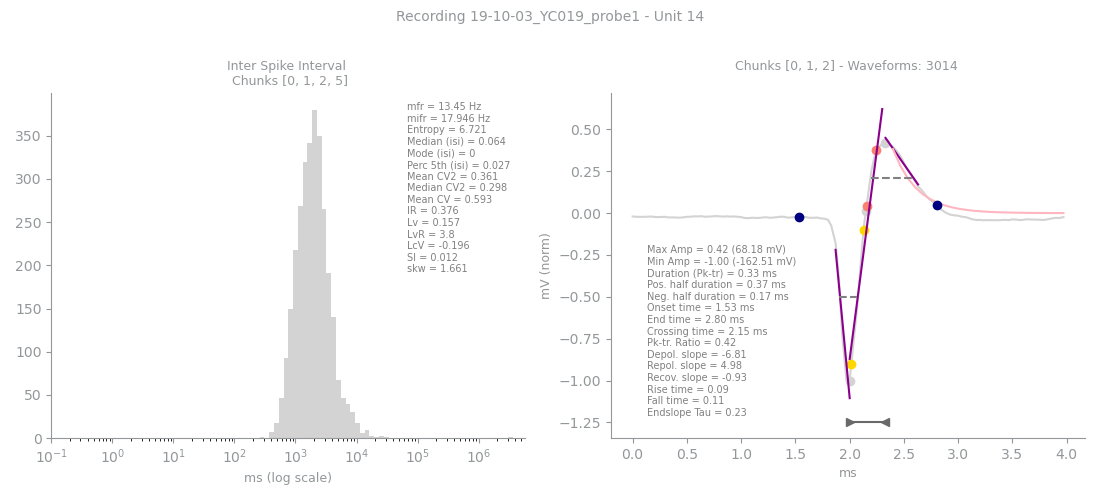 Recording 19-10-03_YC019_probe1 - Unit 14
Inter Spike Interval
Chunks [0, 1, 2, 5]
350
300
250
200
150
100
50
0
10⁻¹ 10⁰ 10¹ 10² 10³ 10⁴ 10⁵ 10⁶
ms (log scale)
mfr = 13.45 Hz
mifr = 17.946 Hz
Entropy = 6.721
Median (isi) = 0.064
Mode (isi) = 0
Perc 5th (isi) = 0.027
Mean CV2 = 0.361
Median CV2 = 0.298
Mean CV = 0.593
IR = 0.376
Lv = 0.157
LvR = 3.8
LcV = -0.196
SI = 0.012
skw = 1.661
Chunks [0, 1, 2] - Waveforms: 3014
mV (norm)
0.50
0.25
0.00
−0.25
−0.50
−0.75
−1.00
−1.25
Max Amp = 0.42 (68.18 mV)
Min Amp = -1.00 (-162.51 mV)
Duration (Pk-tr) = 0.33 ms
Pos. half duration = 0.37 ms
Neg. half duration = 0.17 ms
Onset time = 1.53 ms
End time = 2.80 ms
Crossing time = 2.15 ms
Pk-tr. Ratio = 0.42
Depol. slope = -6.81
Repol. slope = 4.98
Recov. slope = -0.93
Rise time = 0.09
Fall time = 0.11
Endslope Tau = 0.23
0.0 0.5 1.0 1.5 2.0 2.5 3.0 3.5 4.0
ms